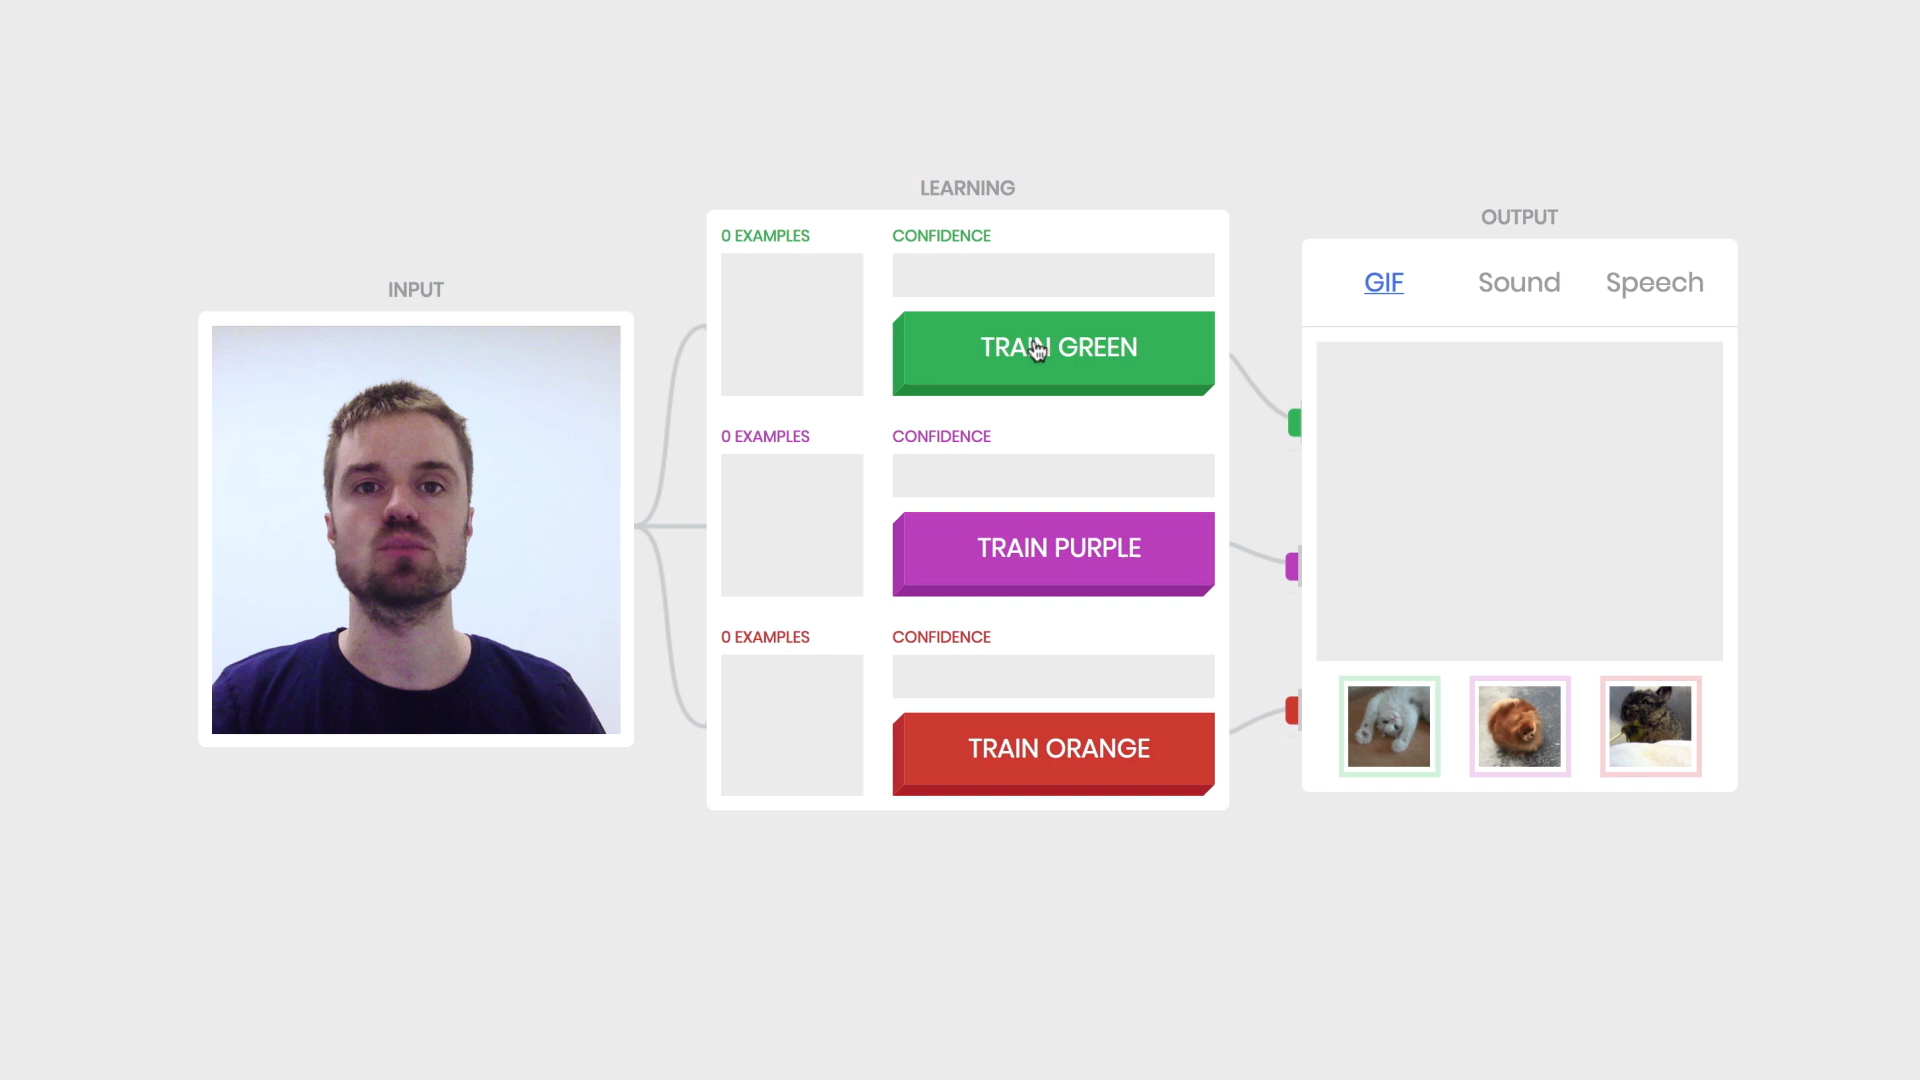 INPUT
LEARNING
0 EXAMPLES
CONFIDENCE
TRAIN GREEN
0 EXAMPLES
CONFIDENCE
TRAIN PURPLE
0 EXAMPLES
CONFIDENCE
TRAIN ORANGE
OUTPUT
GIF Sound Speech